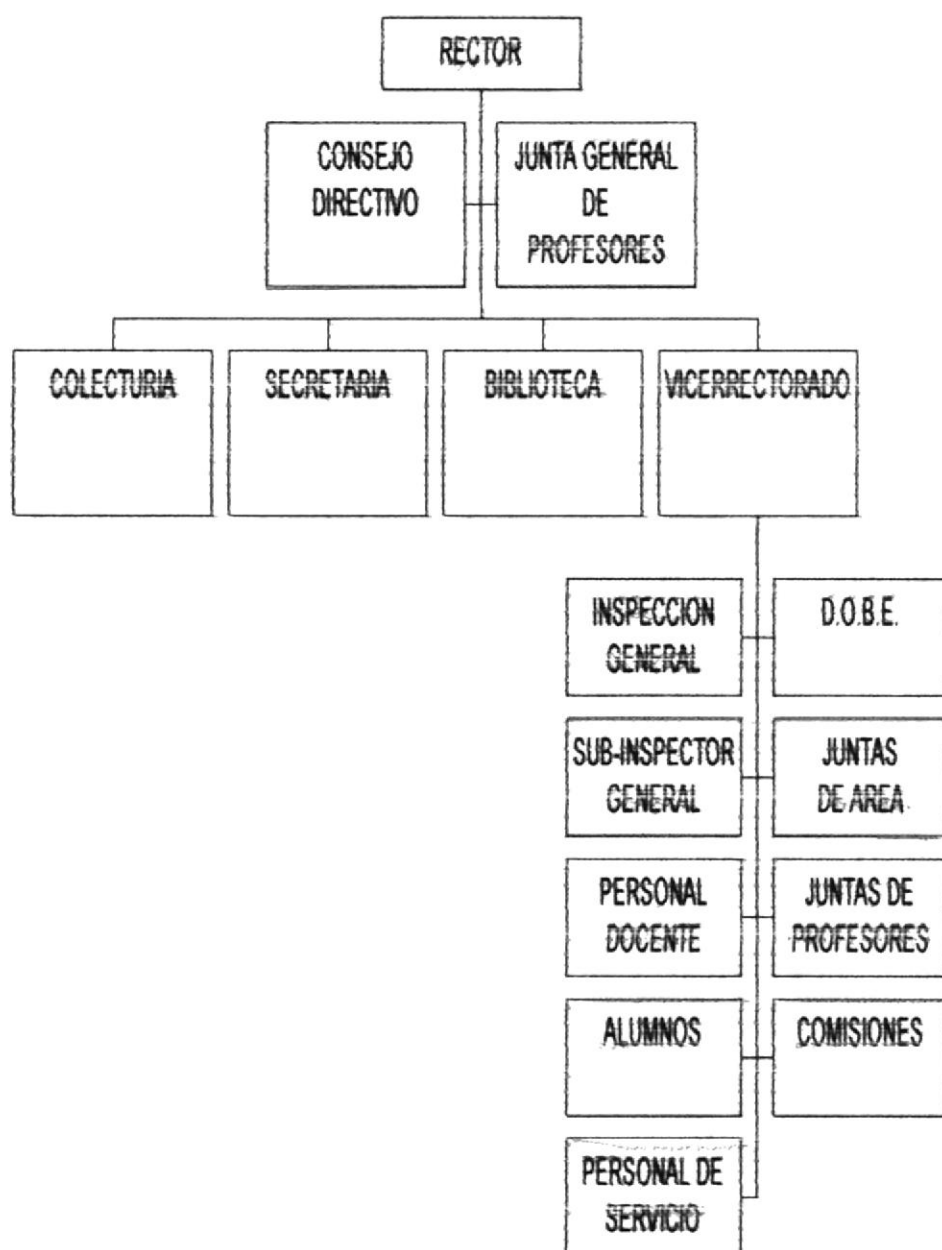 RECTOR
CONSEJO
DIRECTIVO
JUNTA GENERAL
DE
PROFESORES
COLECTURIA
SECRETARIA
BIBLIOTECA
VICERRECTORADO
INSPECCION
GENERAL
D.O.B.E.
SUB-INSPECTOR
GENERAL
JUNTAS
DE AREA
PERSONAL
DOCENTE
JUNTAS DE
PROFESORES
ALUMNOS
COMISIONES
PERSONAL DE
SERVICIO